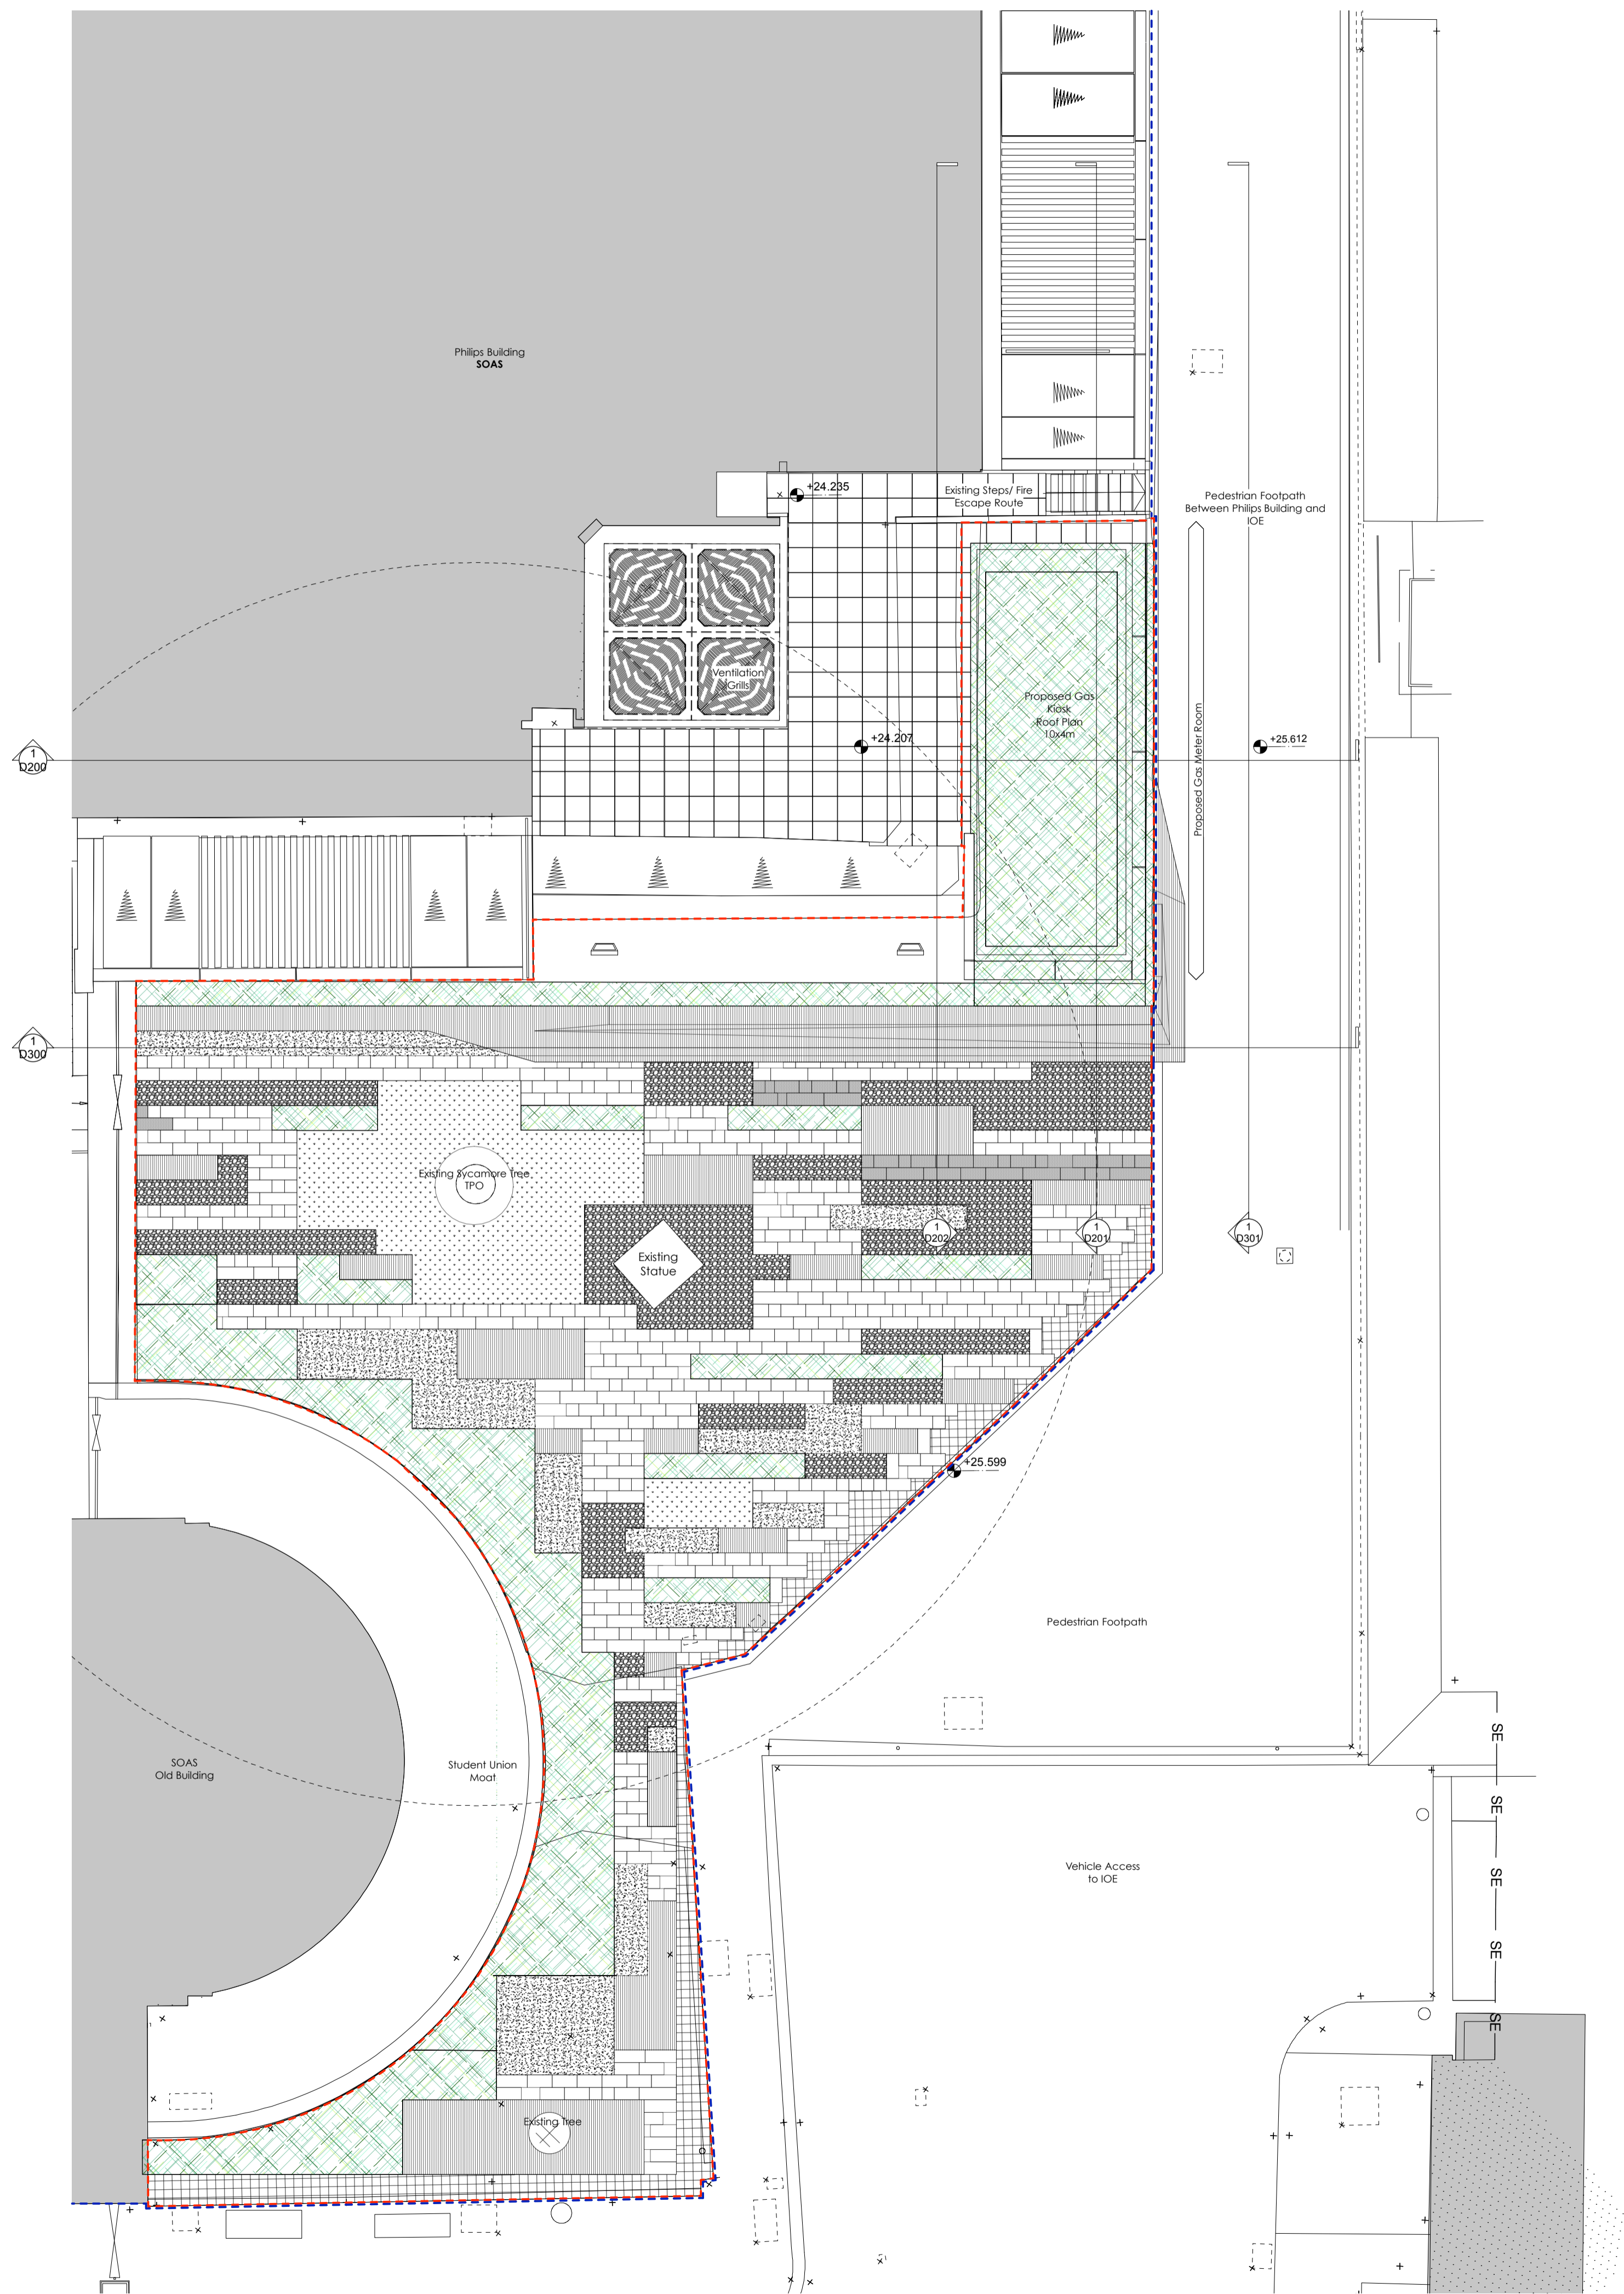 Philips Building
SOAS
+24.235
Existing Steps/ Fire
Escape Route
Pedestrian Footpath
Between Philips Building and
IOE
Ventilation
Grills
Proposed Gas
Kiosk
Roof Plan
10x4m
+24.207
Proposed Gas Meter Room
+25.612
1
D200
1
D300
Existing Sycamore Tree
TPO
Existing
Statue
1
D202
1
D201
1
D301
+25.599
Pedestrian Footpath
SOAS
Old Building
Student Union
Moat
Vehicle Access
to IOE
SE
SE
SE
SE
SE
Existing Tree